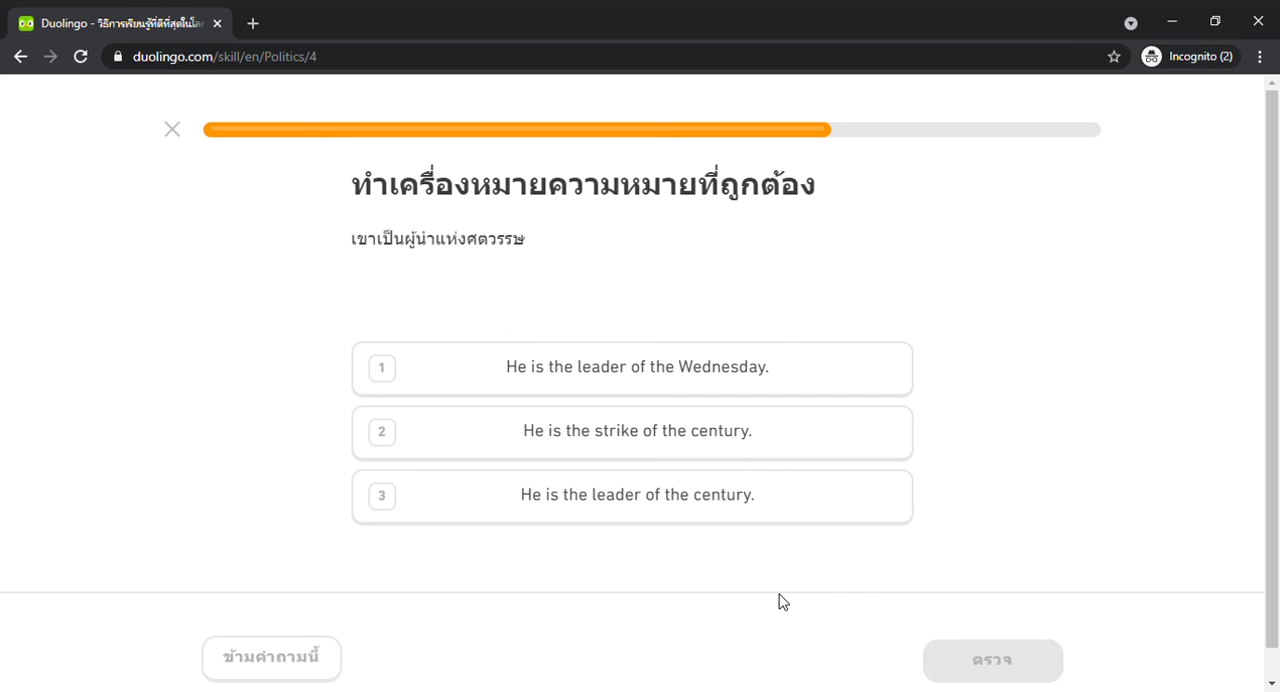 Duolingo - วิธีการเรียนรู้ที่ดีที่สุดในโล
duolingo.com/skill/en/Politics/4
Incognito (2)
ทำเครื่องหมายความหมายที่ถูกต้อง
เขาเป็นผู้นำแห่งศตวรรษ
1 He is the leader of the Wednesday.
2 He is the strike of the century.
3 He is the leader of the century.
ข้ามคำถามนี้
ตรวจ